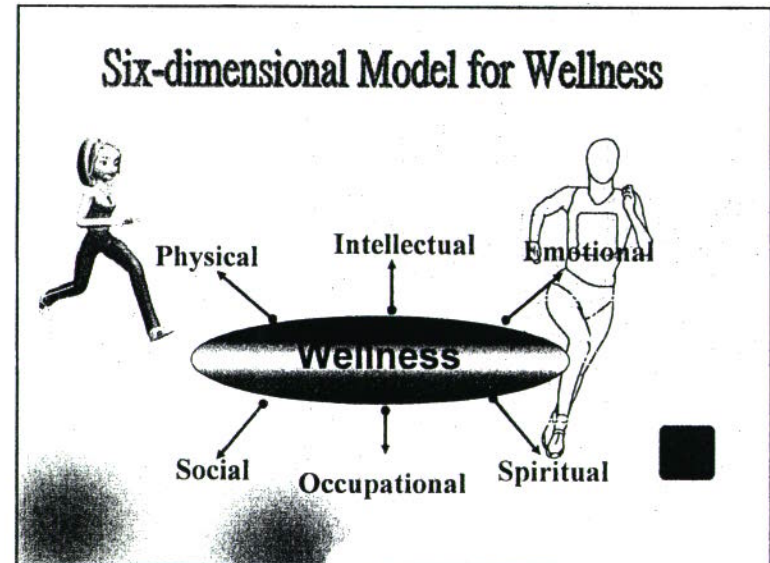 Six-dimensional Model for Wellness
Physical
Intellectual
Emotional
Wellness
Social
Occupational
Spiritual